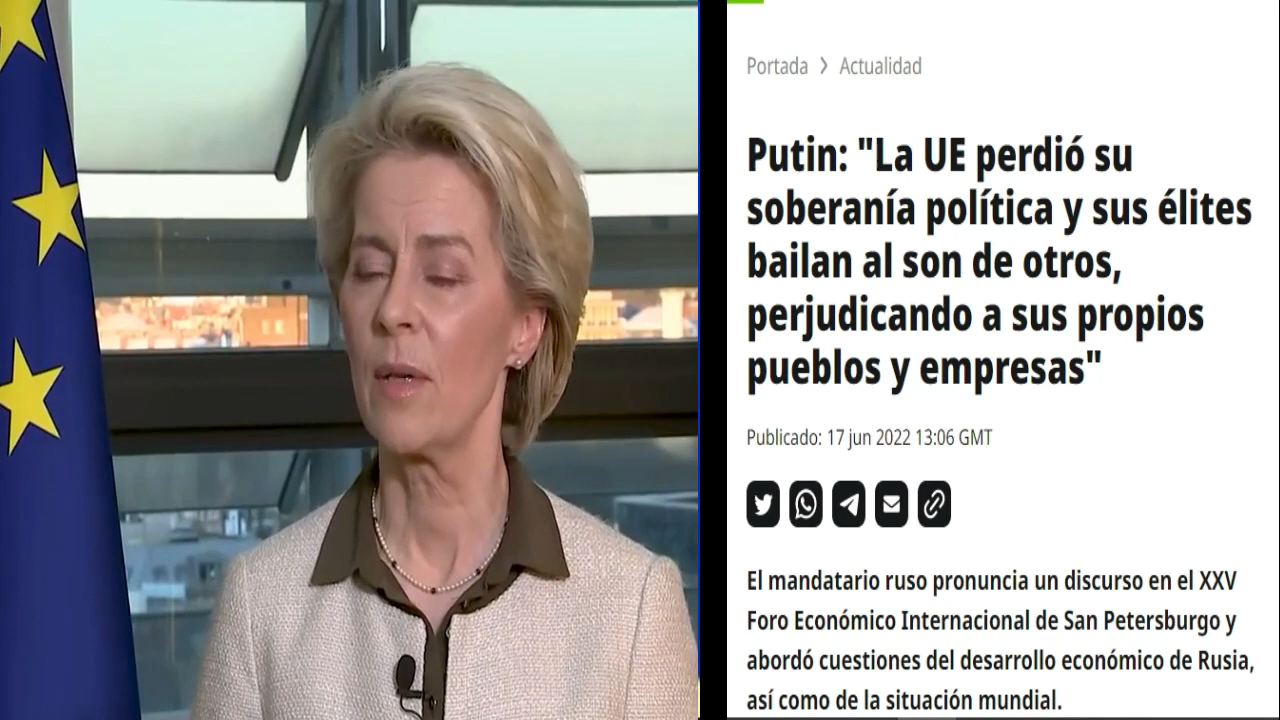 Portada > Actualidad
Putin: "La UE perdió su
soberanía política y sus élites
bailan al son de otros,
perjudicando a sus propios
pueblos y empresas"
Publicado: 17 jun 2022 13:06 GMT
El mandatario ruso pronuncia un discurso en el XXV
Foro Económico Internacional de San Petersburgo y
abordó cuestiones del desarrollo económico de Rusia,
así como de la situación mundial.